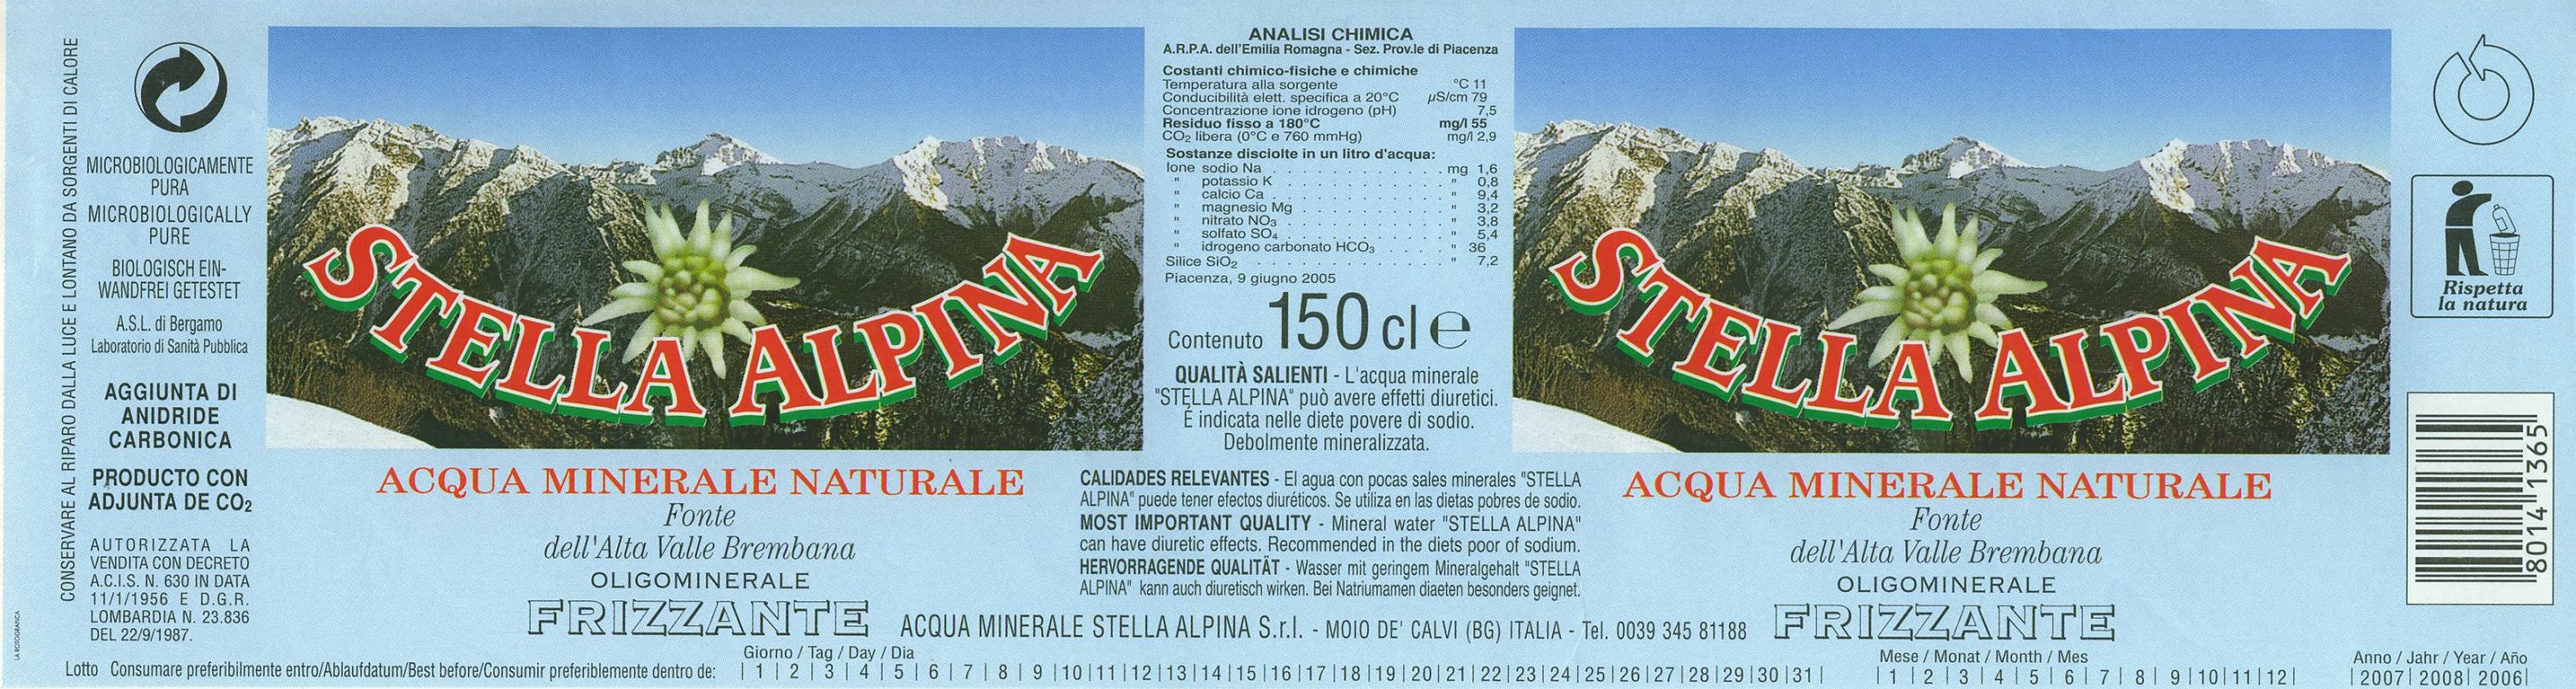 CONSERVARE AL RIPARO DALLA LUCE E LONTANO DA SORGENTI DI CALORE
LA ROTOGRAFICA
MICROBIOLOGICAMENTE
PURA
MICROBIOLOGICALLY
PURE
BIOLOGISCH EIN-
WANDFREI GETESTET
A.S.L. di Bergamo
Laboratorio di Sanità Pubblica
AGGIUNTA DI
ANIDRIDE
CARBONICA
PRODUCTO CON
ADJUNTA DE CO2
AUTORIZZATA LA
VENDITA CON DECRETO
A.C.I.S. N. 630 IN DATA
11/1/1956 E D.G.R.
LOMBARDIA N. 23.836
DEL 22/9/1987.
STELLA ALPINA
ACQUA MINERALE NATURALE
Fonte
dell'Alta Valle Brembana
OLIGOMINERALE
FRIZZANTE
ANALISI CHIMICA
A.R.P.A. dell'Emilia Romagna - Sez. Prov.le di Piacenza
Costanti chimico-fisiche e chimiche
Temperatura alla sorgente °C 11
Conducibilità elett. specifica a 20°C µS/cm 79
Concentrazione ione idrogeno (pH) 7,5
Residuo fisso a 180°C mg/l 55
CO2 libera (0°C e 760 mmHg) mg/l 2,9
Sostanze disciolte in un litro d'acqua:
Ione sodio Na . . . . . . . . . . . . . . mg 1,6
" potassio K . . . . . . . . . . . . . . " 0,8
" calcio Ca . . . . . . . . . . . . . . " 9,4
" magnesio Mg . . . . . . . . . . . . " 3,2
" nitrato NO3 . . . . . . . . . . . . . " 3,8
" solfato SO4 . . . . . . . . . . . . . " 5,4
" idrogeno carbonato HCO3 . . . . . " 36
Silice SiO2 . . . . . . . . . . . . . . . . " 7,2
Piacenza, 9 giugno 2005
Contenuto 150 cl e
QUALITÀ SALIENTI - L'acqua minerale
"STELLA ALPINA" può avere effetti diuretici.
É indicata nelle diete povere di sodio.
Debolmente mineralizzata.
CALIDADES RELEVANTES - El agua con pocas sales minerales "STELLA
ALPINA" puede tener efectos diuréticos. Se utiliza en las dietas pobres de sodio.
MOST IMPORTANT QUALITY - Mineral water "STELLA ALPINA"
can have diuretic effects. Recommended in the diets poor of sodium.
HERVORRAGENDE QUALITÄT - Wasser mit geringem Mineralgehalt "STELLA
ALPINA" kann auch diuretisch wirken. Bei Natriumamen diaeten besonders geignet.
ACQUA MINERALE STELLA ALPINA S.r.l. - MOIO DE' CALVI (BG) ITALIA - Tel. 0039 345 81188
STELLA ALPINA
ACQUA MINERALE NATURALE
Fonte
dell'Alta Valle Brembana
OLIGOMINERALE
FRIZZANTE
Rispetta
la natura
80141365
Giorno / Tag / Day / Dia
Mese / Monat / Month / Mes
Anno / Jahr / Year / Año
Lotto Consumare preferibilmente entro/Ablaufdatum/Best before/Consumir preferiblemente dentro de: | 1 | 2 | 3 | 4 | 5 | 6 | 7 | 8 | 9 | 10 | 11 | 12 | 13 | 14 | 15 | 16 | 17 | 18 | 19 | 20 | 21 | 22 | 23 | 24 | 25 | 26 | 27 | 28 | 29 | 30 | 31 | | 1 | 2 | 3 | 4 | 5 | 6 | 7 | 8 | 9 | 10 | 11 | 12 | | 2007 | 2008 | 2006 |